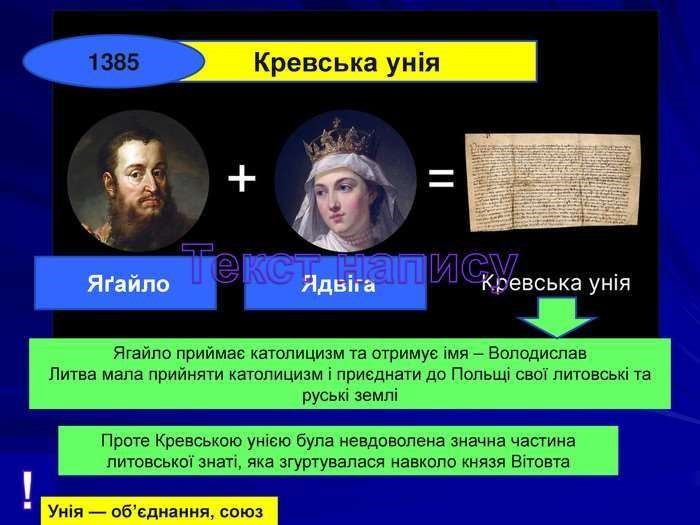 1385
Кревська унія
+
=
Текст напису
Яґайло
Ядвіга
Кревська унія
Ягайло приймає католицизм та отримує імя – Володислав
Литва мала прийняти католицизм і приєднати до Польщі свої литовські та
руські землі
Проте Кревською унією була невдоволена значна частина
литовської знаті, яка згуртувалася навколо князя Вітовта
!
Унія — об’єднання, союз